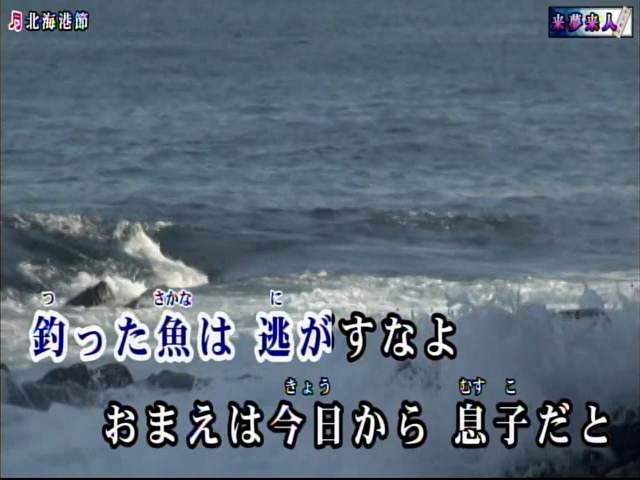 ♬北海港節
来夢来人
つ さかな に
釣った魚は 逃がすなよ
きょう むす こ
おまえは今日から 息子だと